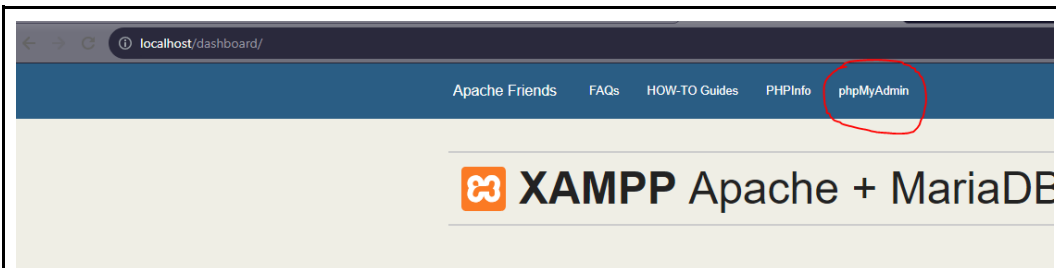 localhost/dashboard/
Apache Friends FAQs HOW-TO Guides PHPInfo phpMyAdmin
XAMPP Apache + MariaDB